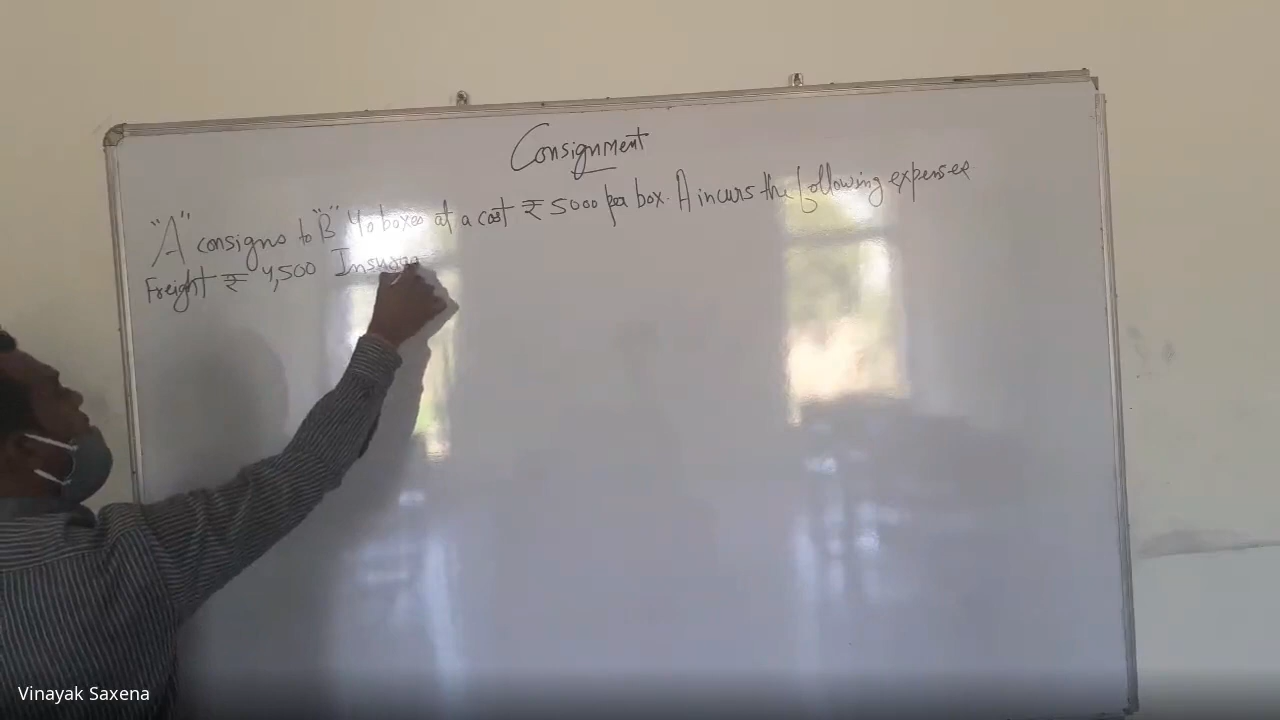 Consignment
"A" consigns to "B" 40 boxes at a cost ₹ 5000 per box. A incurs the following expenses
Freight ₹ 4,500
Vinayak Saxena